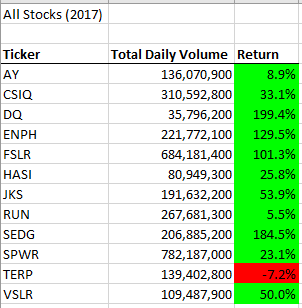 All Stocks (2017)
Ticker Total Daily Volume Return
AY 136,070,900 8.9%
CSIQ 310,592,800 33.1%
DQ 35,796,200 199.4%
ENPH 221,772,100 129.5%
FSLR 684,181,400 101.3%
HASI 80,949,300 25.8%
JKS 191,632,200 53.9%
RUN 267,681,300 5.5%
SEDG 206,885,200 184.5%
SPWR 782,187,000 23.1%
TERP 139,402,800 -7.2%
VSLR 109,487,900 50.0%